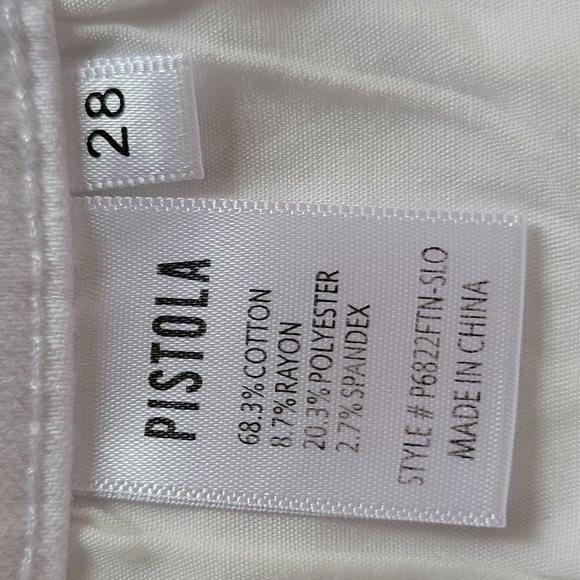 28
PISTOLA
68.3%COTTON
8.7%RAYON
20.3%POLYESTER
2.7%SPANDEX
STYLE # P6822FTN-SLO
MADE IN CHINA